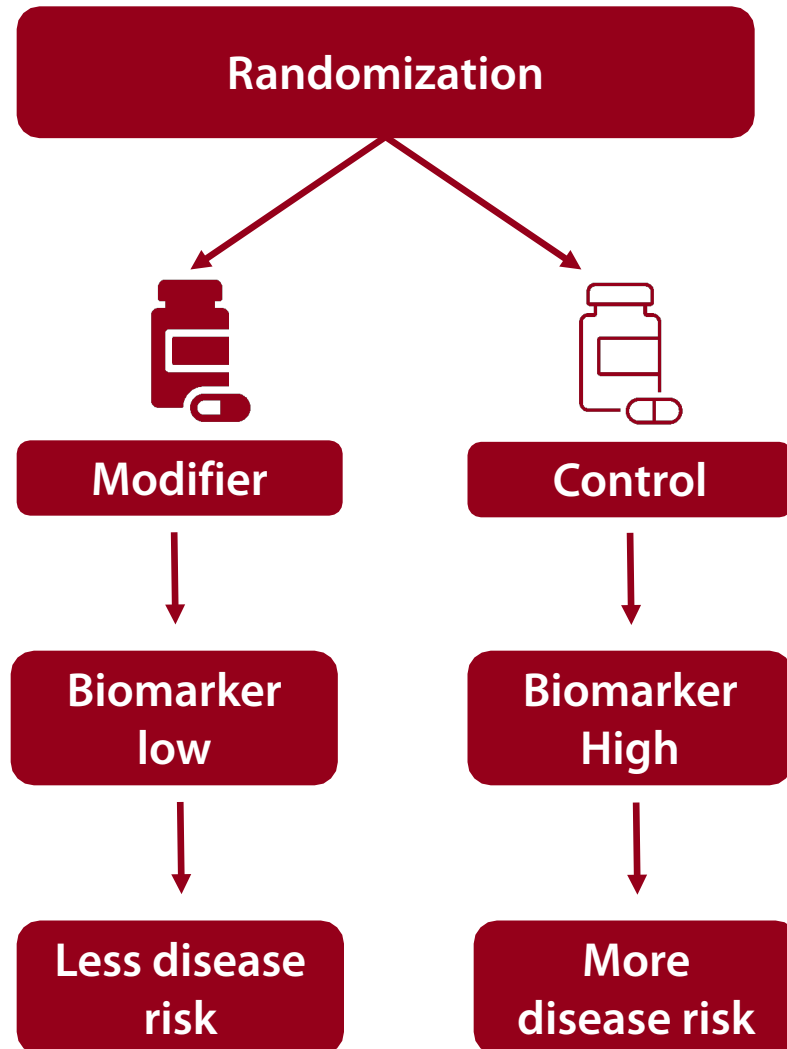 Randomization
Modifier
Control
Biomarker
low
Biomarker
High
Less disease
risk
More
disease risk